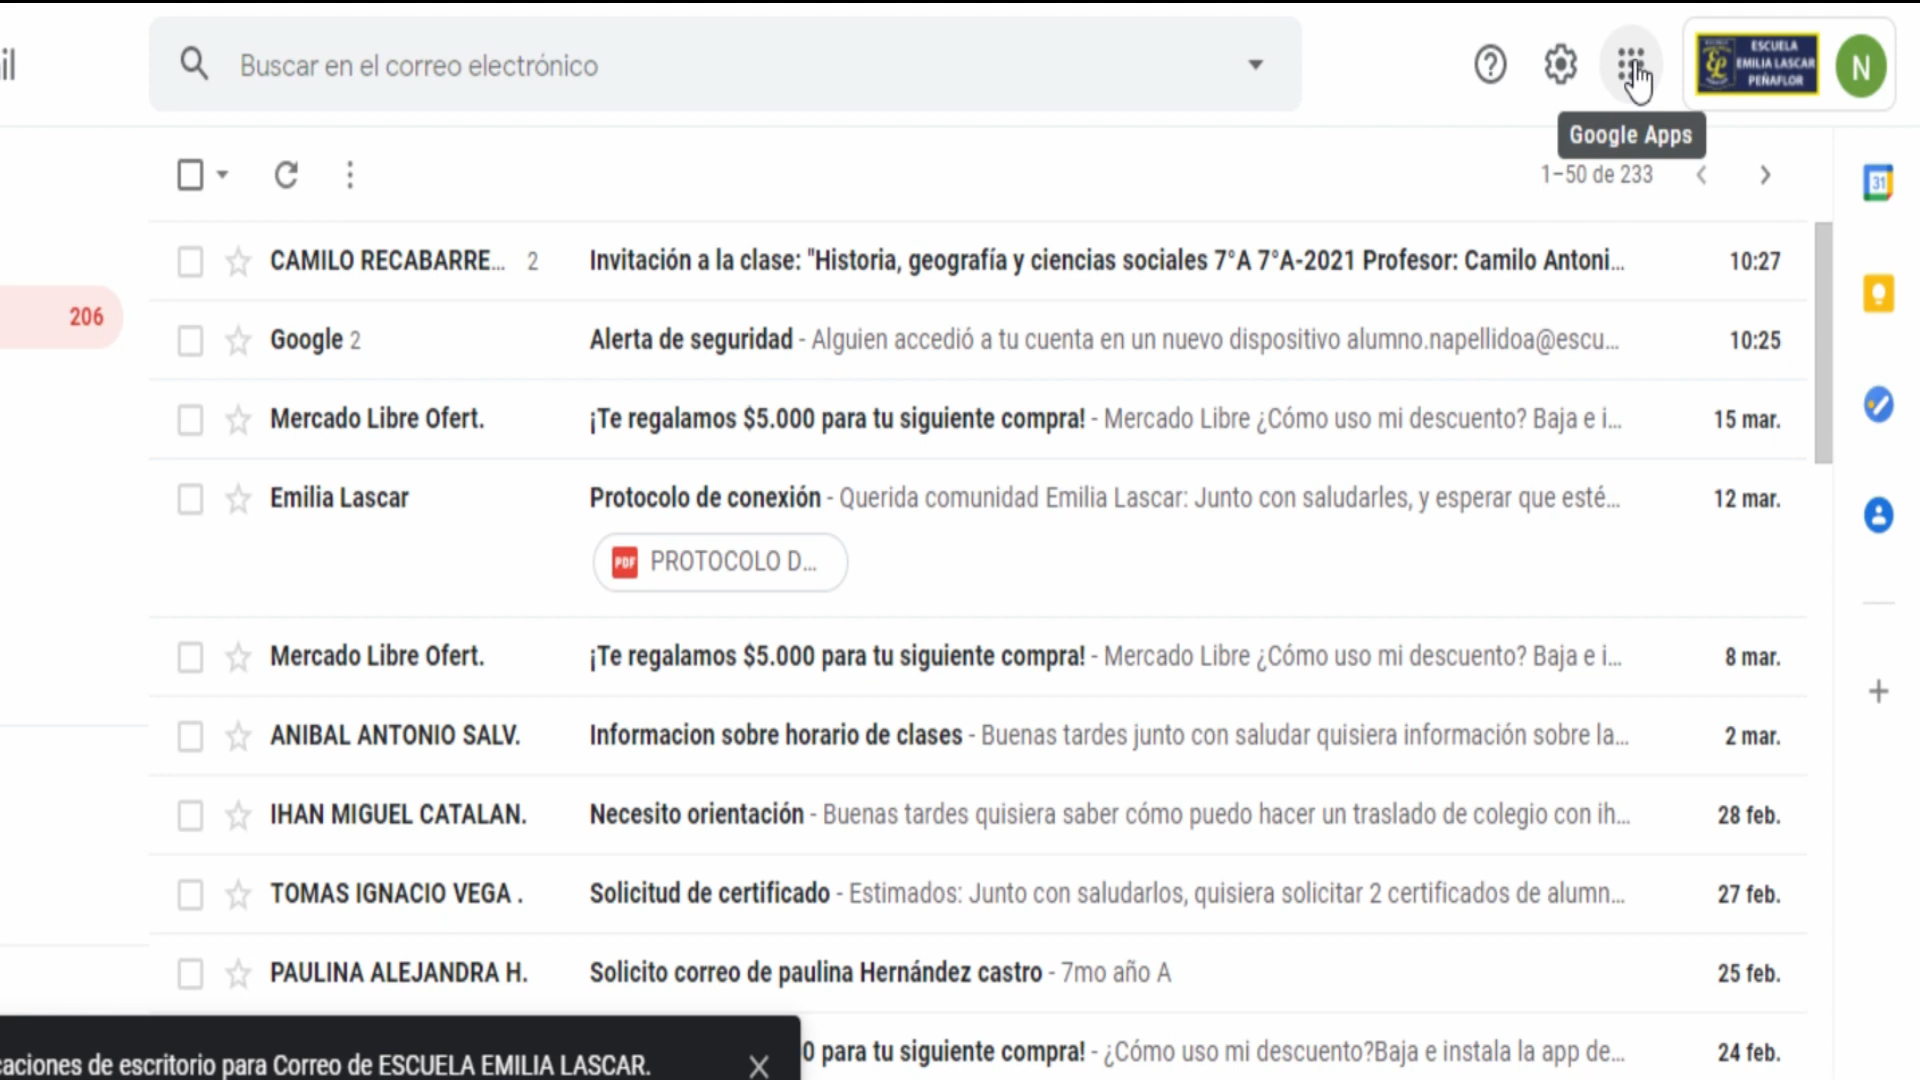 il
Buscar en el correo electrónico
ESCUELA
EMILIA LASCAR
PEÑAFLOR
N
Google Apps
1–50 de 233
31
206
CAMILO RECABARRE... 2 Invitación a la clase: "Historia, geografía y ciencias sociales 7°A 7°A-2021 Profesor: Camilo Antoni... 10:27
Google 2 Alerta de seguridad - Alguien accedió a tu cuenta en un nuevo dispositivo alumno.napellidoa@escu... 10:25
Mercado Libre Ofert. ¡Te regalamos $5.000 para tu siguiente compra! - Mercado Libre ¿Cómo uso mi descuento? Baja e i... 15 mar.
Emilia Lascar Protocolo de conexión - Querida comunidad Emilia Lascar: Junto con saludarles, y esperar que esté... 12 mar.
PDF PROTOCOLO D...
Mercado Libre Ofert. ¡Te regalamos $5.000 para tu siguiente compra! - Mercado Libre ¿Cómo uso mi descuento? Baja e i... 8 mar.
ANIBAL ANTONIO SALV. Informacion sobre horario de clases - Buenas tardes junto con saludar quisiera información sobre la... 2 mar.
IHAN MIGUEL CATALAN. Necesito orientación - Buenas tardes quisiera saber cómo puedo hacer un traslado de colegio con ih... 28 feb.
TOMAS IGNACIO VEGA . Solicitud de certificado - Estimados: Junto con saludarlos, quisiera solicitar 2 certificados de alumn... 27 feb.
PAULINA ALEJANDRA H. Solicito correo de paulina Hernández castro - 7mo año A 25 feb.
0 para tu siguiente compra! - ¿Cómo uso mi descuento?Baja e instala la app de... 24 feb.
caciones de escritorio para Correo de ESCUELA EMILIA LASCAR.